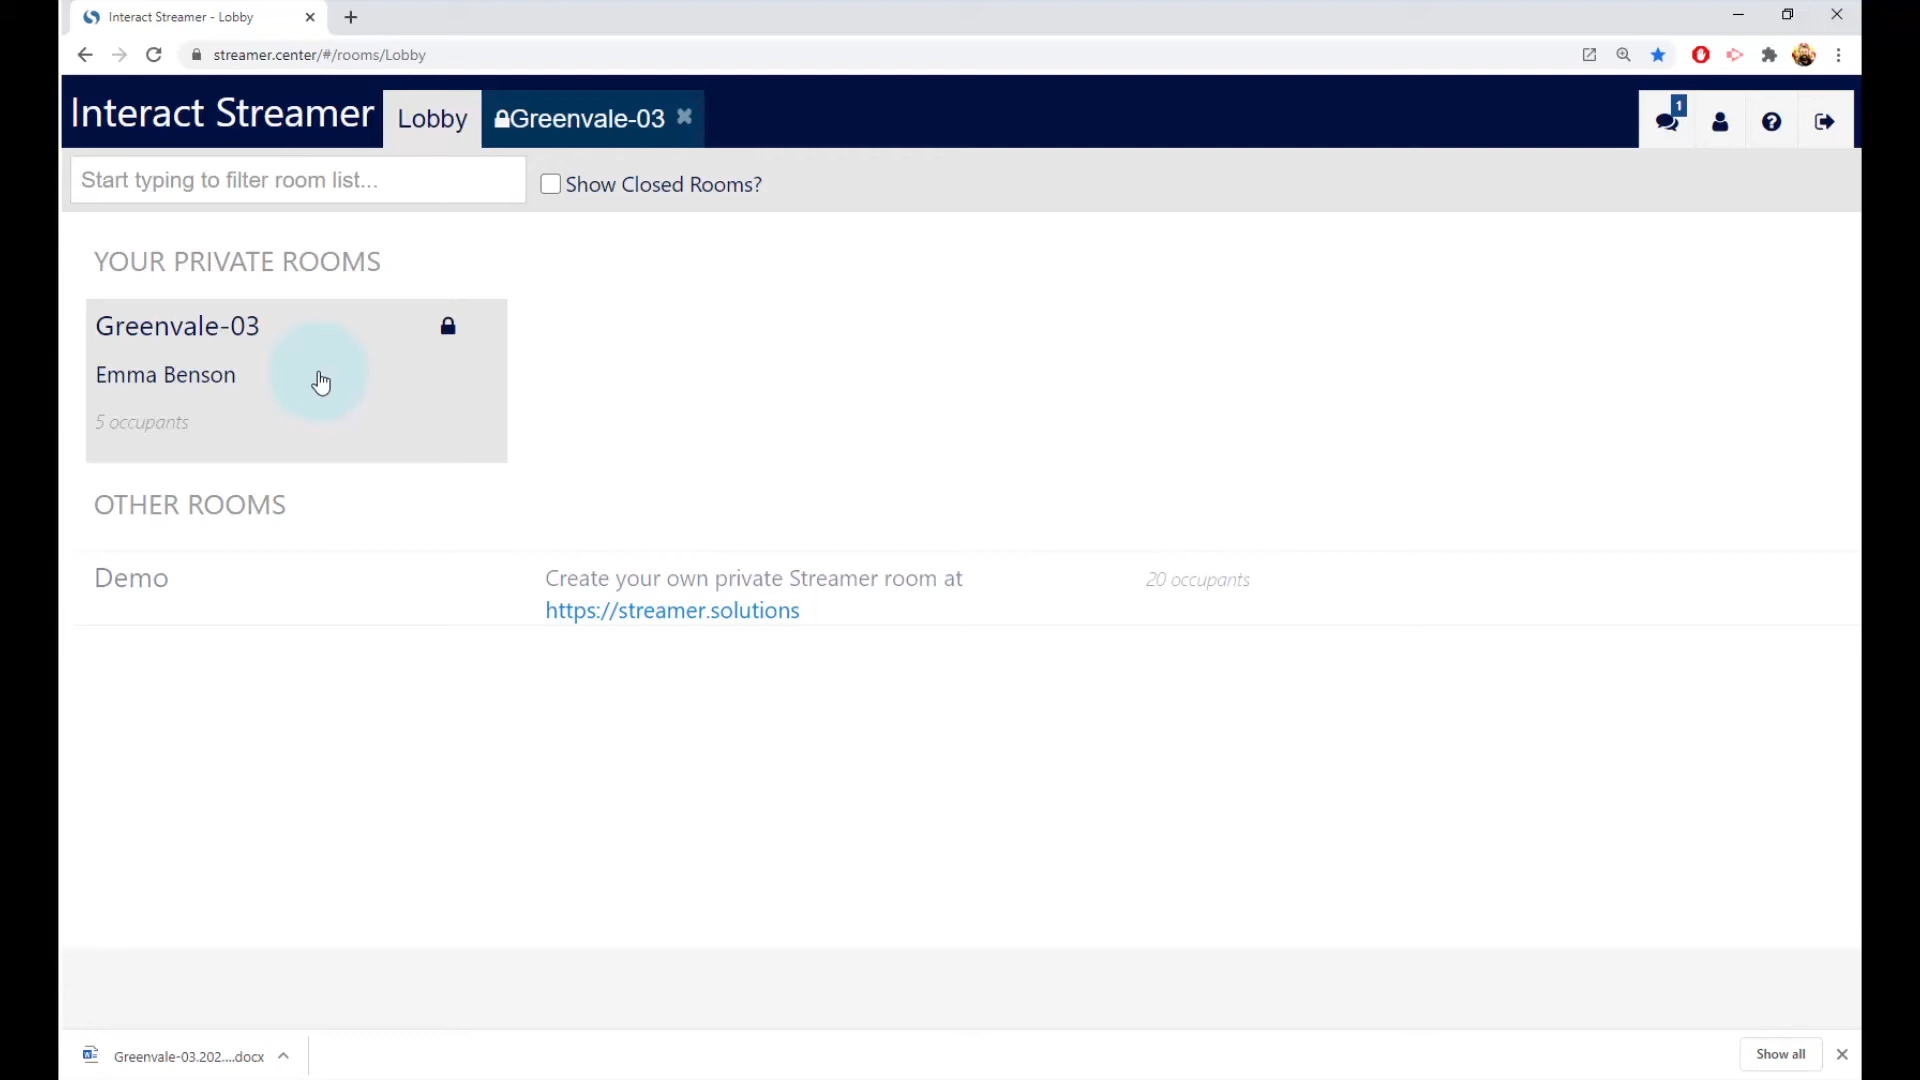 Interact Streamer - Lobby
streamer.center/#/rooms/Lobby
Interact Streamer
Lobby
Greenvale-03
1
Start typing to filter room list...
Show Closed Rooms?
YOUR PRIVATE ROOMS
Greenvale-03
Emma Benson
5 occupants
OTHER ROOMS
Demo
Create your own private Streamer room at
20 occupants
https://streamer.solutions
Greenvale-03.202....docx
Show all